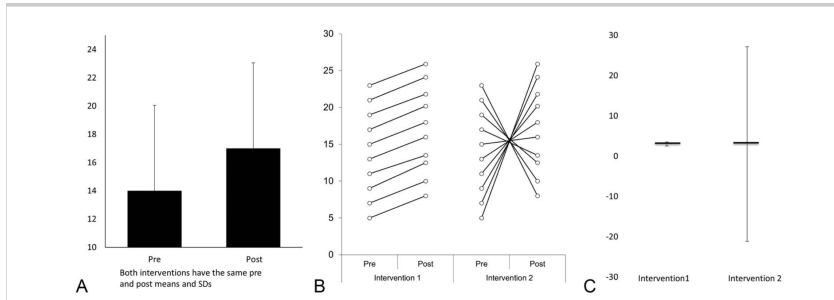 24
22
20
18
16
14
12
10
Pre Post
Both interventions have the same pre
and post means and SDs
A
30
25
20
15
10
5
0
Pre Post Pre Post
Intervention 1 Intervention 2
B
30
20
10
0
-10
-20
-30
Intervention1 Intervention 2
C